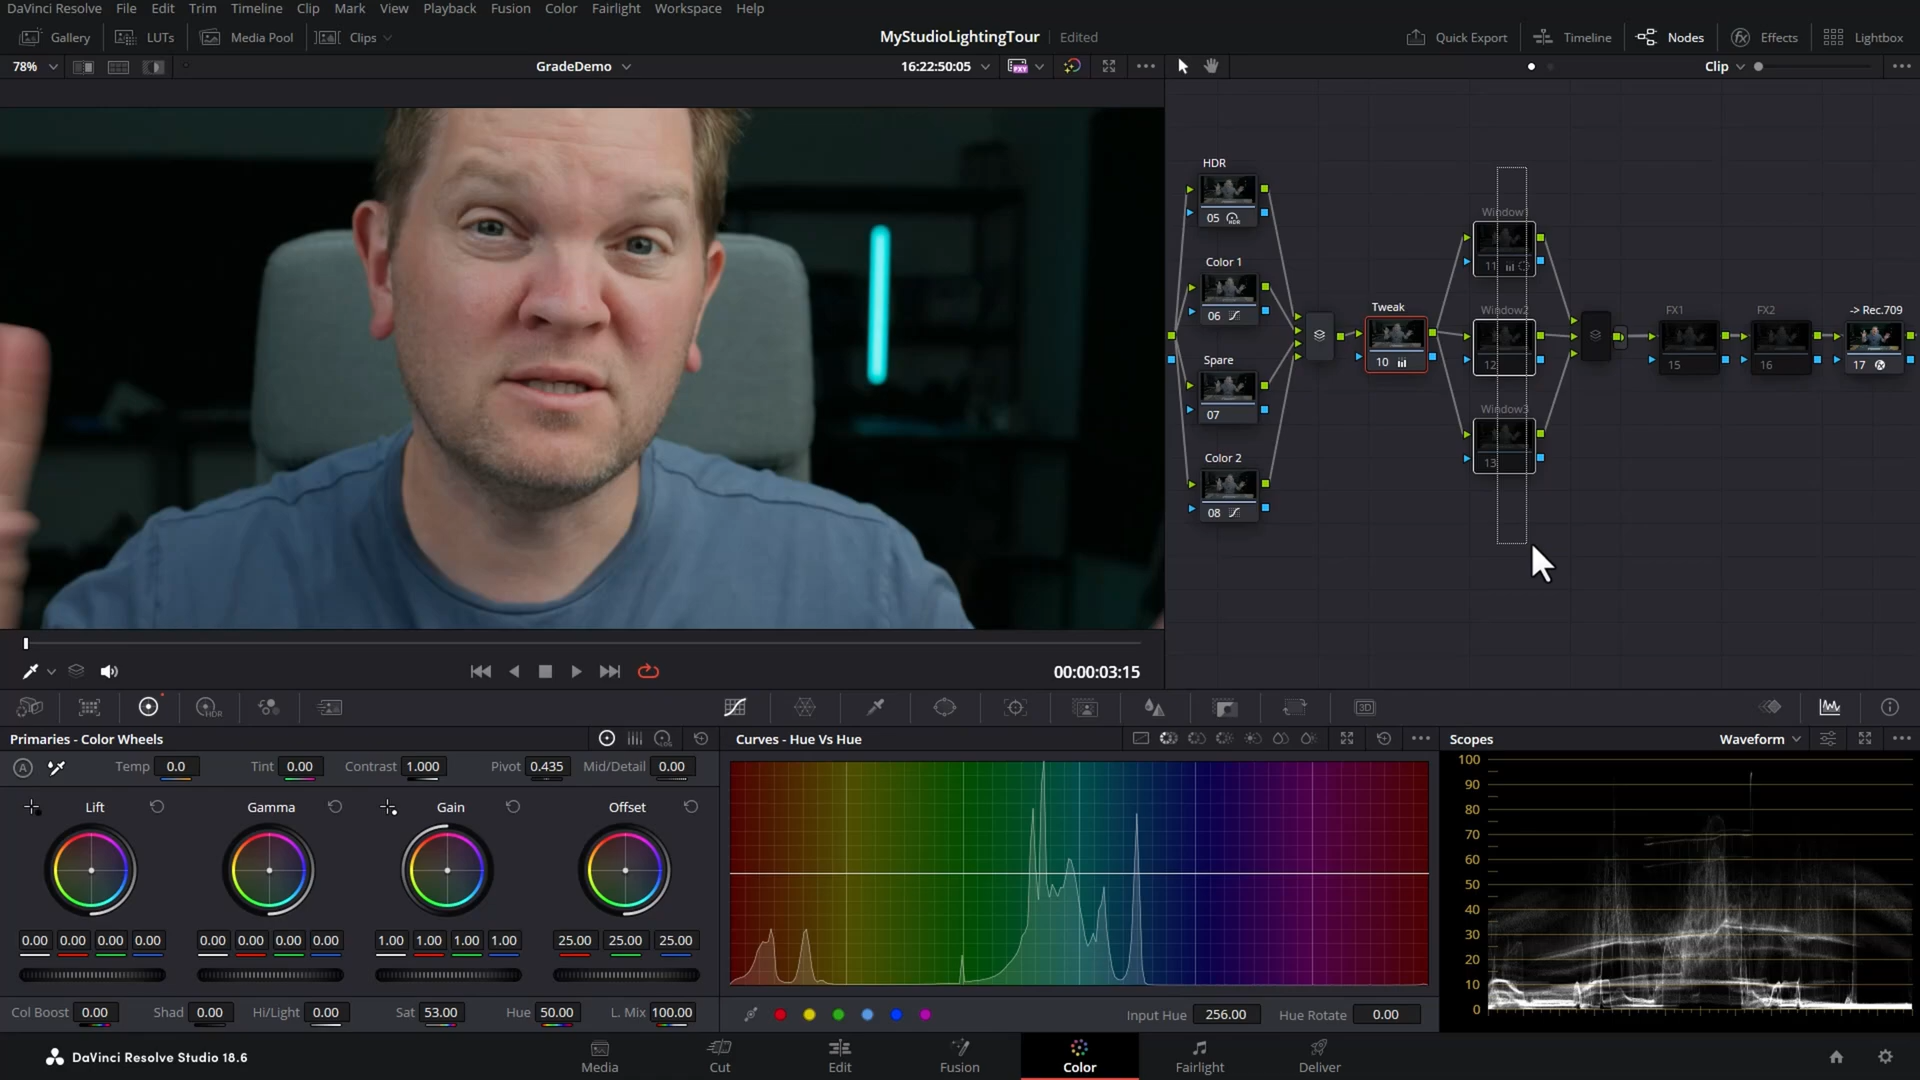 DaVinci Resolve File Edit Trim Timeline Clip Mark View Playback Fusion Color Fairlight Workspace Help
Gallery LUTs Media Pool Clips MyStudioLightingTour Edited Quick Export Timeline Nodes Effects Lightbox
78% GradeDemo 16:22:50:05 PXY Clip
HDR
05 HDR
Color 1
06
Spare
07
Color 2
08
Tweak
10
Window1
11
Window2
12
Window3
13
FX1
15
FX2
16
-> Rec.709
17
00:00:03:15
HDR 3D
Primaries - Color Wheels
A Temp 0.0 Tint 0.00 Contrast 1.000 Pivot 0.435 Mid/Detail 0.00
Lift Gamma Gain Offset
0.00 0.00 0.00 0.00 0.00 0.00 0.00 0.00 1.00 1.00 1.00 1.00 25.00 25.00 25.00
Col Boost 0.00 Shad 0.00 Hi/Light 0.00 Sat 53.00 Hue 50.00 L. Mix 100.00
Curves - Hue Vs Hue
Input Hue 256.00 Hue Rotate 0.00
Scopes Waveform
100
90
80
70
60
50
40
30
20
10
0
DaVinci Resolve Studio 18.6
Media Cut Edit Fusion Color Fairlight Deliver